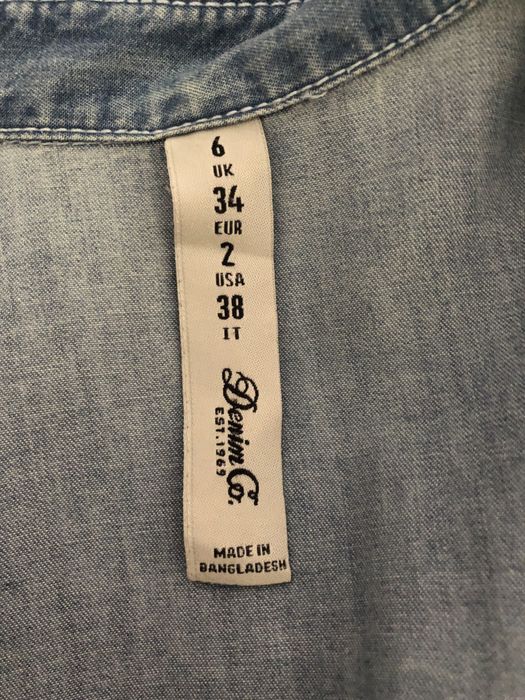 6
UK
34
EUR
2
USA
38
IT
Denim Co.
EST.1969
MADE IN
BANGLADESH